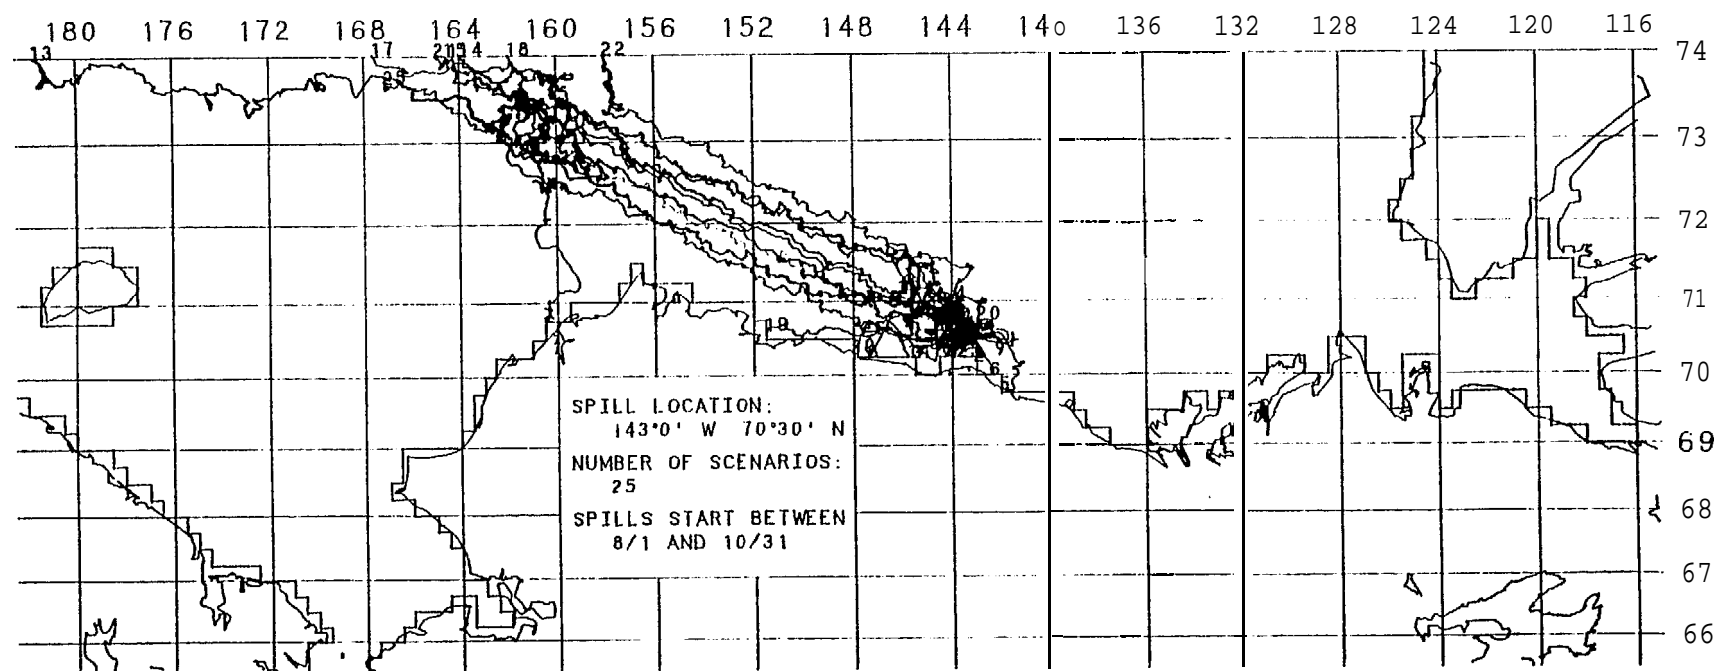 180 176 172 168 164 160 156 152 148 144 140 136 132 128 124 120 116
13 17 14 18 22
74
73
72
71
70
69
68
67
66
SPILL LOCATION:
143°0' W 70°30' N
NUMBER OF SCENARIOS:
25
SPILLS START BETWEEN
8/1 AND 10/31